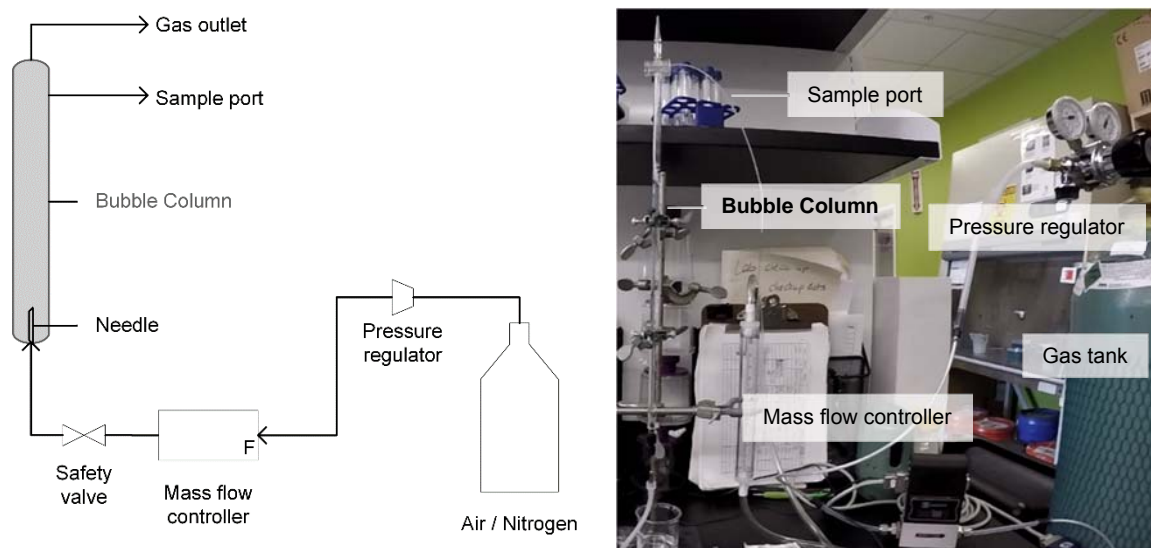 Gas outlet
Sample port
Bubble Column
Needle
Pressure
regulator
F
Safety
valve
Mass flow
controller
Air / Nitrogen
Sample port
Bubble Column
Pressure regulator
Gas tank
Mass flow controller